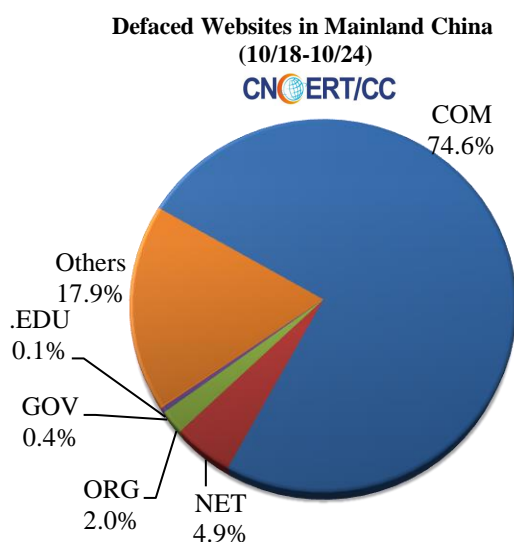 Defaced Websites in Mainland China
(10/18-10/24)
CNCERT/CC
COM
74.6%
Others
17.9%
.EDU
0.1%
GOV
0.4%
ORG
2.0%
NET
4.9%